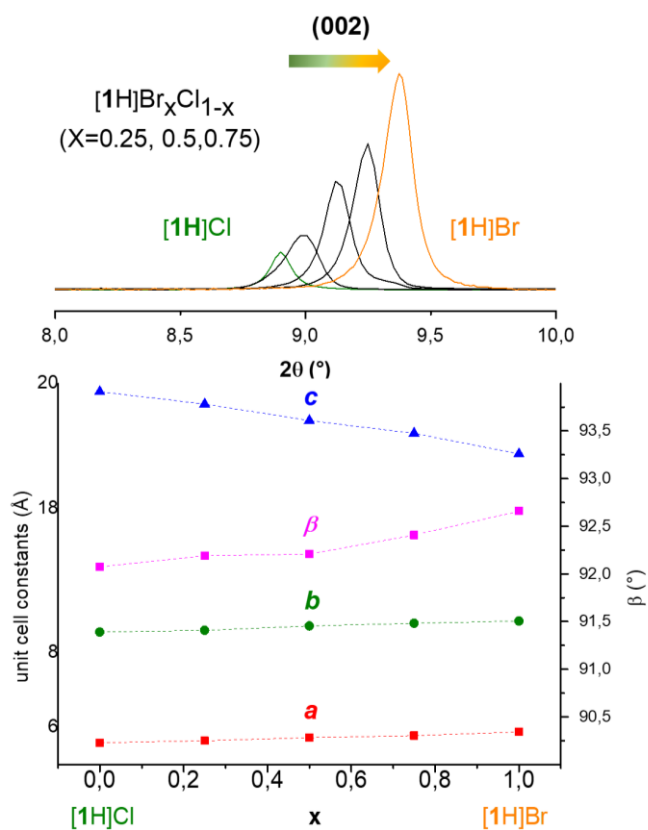 (002)
[1H]BrₓCl₁₋ₓ
(X=0.25, 0.5,0.75)
[1H]Cl
[1H]Br
8,0 8,5 9,0 9,5 10,0
2θ (°)
20
c
93,5
93,0
18
β
92,5
92,0
unit cell constants (Å)
β (°)
b
91,5
8
91,0
a
90,5
6
0,0 0,2 0,4 0,6 0,8 1,0
[1H]Cl x [1H]Br